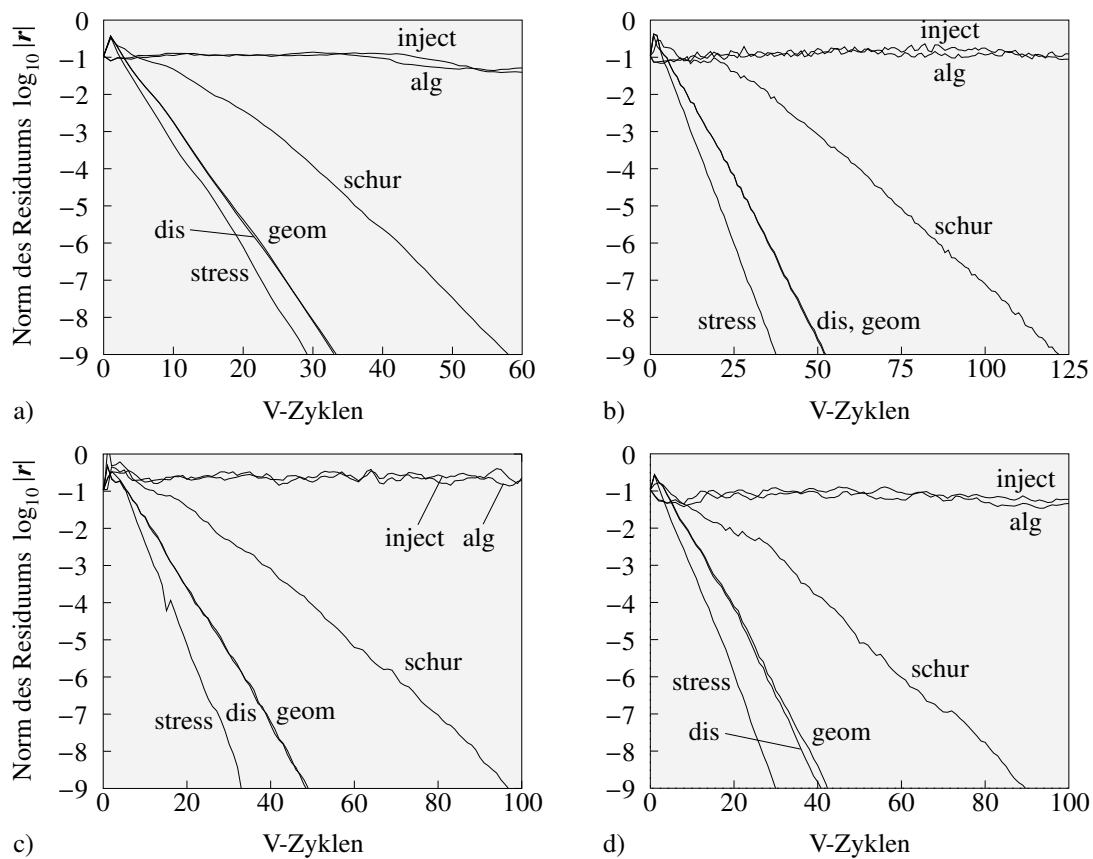 Norm des Residuums log₁₀ |r|
0
−1
−2
−3
−4
−5
−6
−7
−8
−9
inject
alg
schur
dis
geom
stress
0 10 20 30 40 50 60
a) V-Zyklen
0
−1
−2
−3
−4
−5
−6
−7
−8
−9
inject
alg
schur
stress
dis, geom
0 25 50 75 100 125
b) V-Zyklen
Norm des Residuums log₁₀ |r|
0
−1
−2
−3
−4
−5
−6
−7
−8
−9
inject alg
schur
stress dis geom
0 20 40 60 80 100
c) V-Zyklen
0
−1
−2
−3
−4
−5
−6
−7
−8
−9
inject
alg
schur
stress
dis
geom
0 20 40 60 80 100
d) V-Zyklen